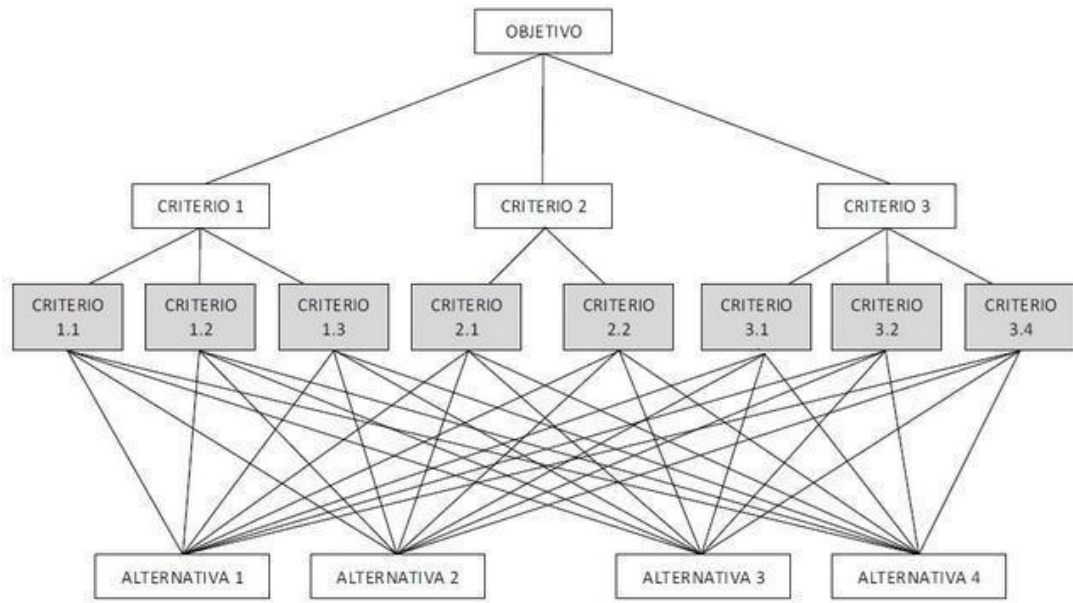 OBJETIVO
CRITERIO 1
CRITERIO 2
CRITERIO 3
CRITERIO
1.1
CRITERIO
1.2
CRITERIO
1.3
CRITERIO
2.1
CRITERIO
2.2
CRITERIO
3.1
CRITERIO
3.2
CRITERIO
3.4
ALTERNATIVA 1
ALTERNATIVA 2
ALTERNATIVA 3
ALTERNATIVA 4